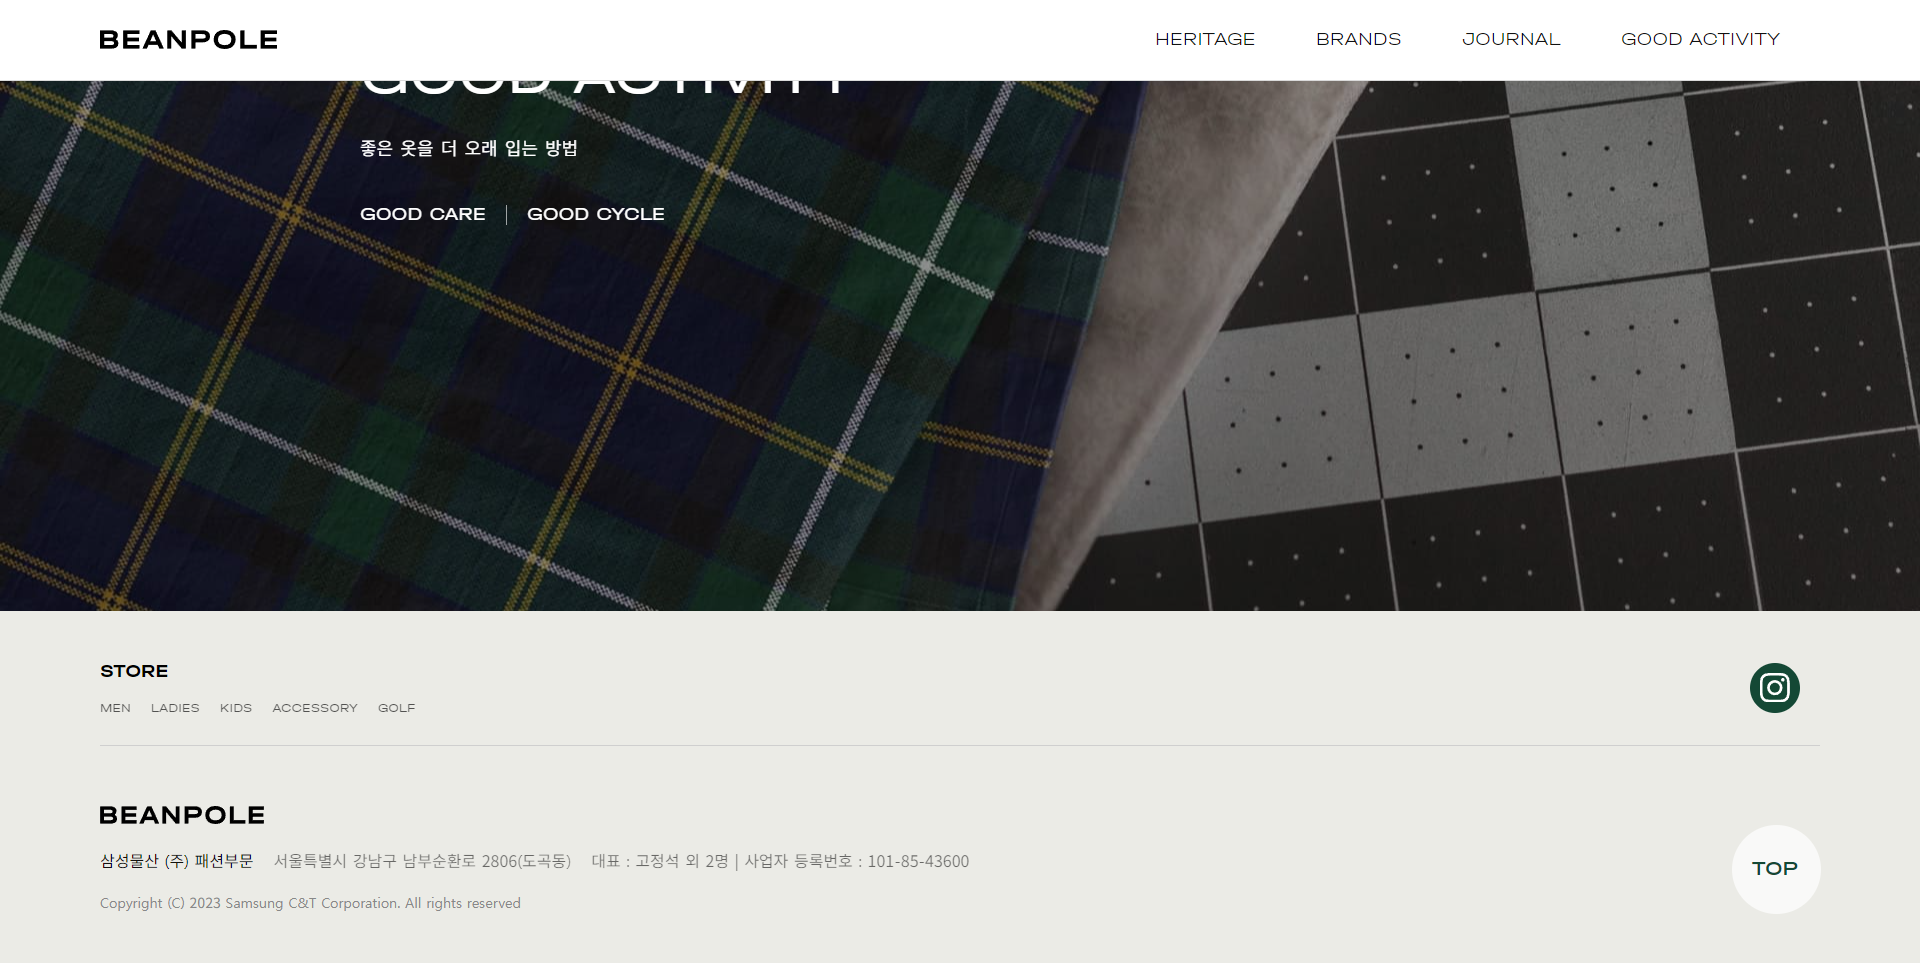 BEANPOLE
HERITAGE BRANDS JOURNAL GOOD ACTIVITY
GOOD ACTIVITY
좋은 옷을 더 오래 입는 방법
GOOD CARE GOOD CYCLE
STORE
MEN LADIES KIDS ACCESSORY GOLF
BEANPOLE
삼성물산 (주) 패션부문 서울특별시 강남구 남부순환로 2806(도곡동) 대표 : 고정석 외 2명 | 사업자 등록번호 : 101-85-43600
TOP
Copyright (C) 2023 Samsung C&T Corporation. All rights reserved